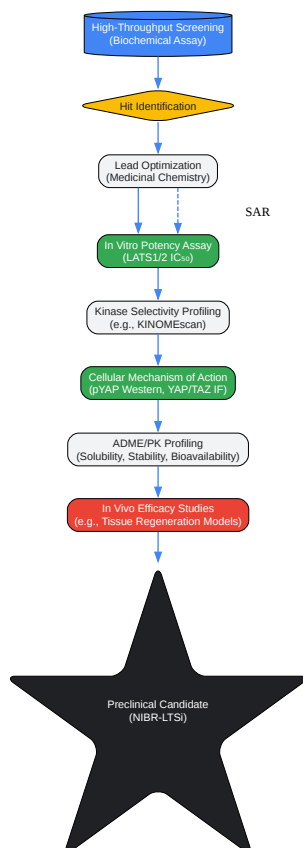 High-Throughput Screening
(Biochemical Assay)
Hit Identification
Lead Optimization
(Medicinal Chemistry)
SAR
In Vitro Potency Assay
(LATS1/2 IC₅₀)
Kinase Selectivity Profiling
(e.g., KINOMEscan)
Cellular Mechanism of Action
(pYAP Western, YAP/TAZ IF)
ADME/PK Profiling
(Solubility, Stability, Bioavailability)
In Vivo Efficacy Studies
(e.g., Tissue Regeneration Models)
Preclinical Candidate
(NIBR-LTSi)